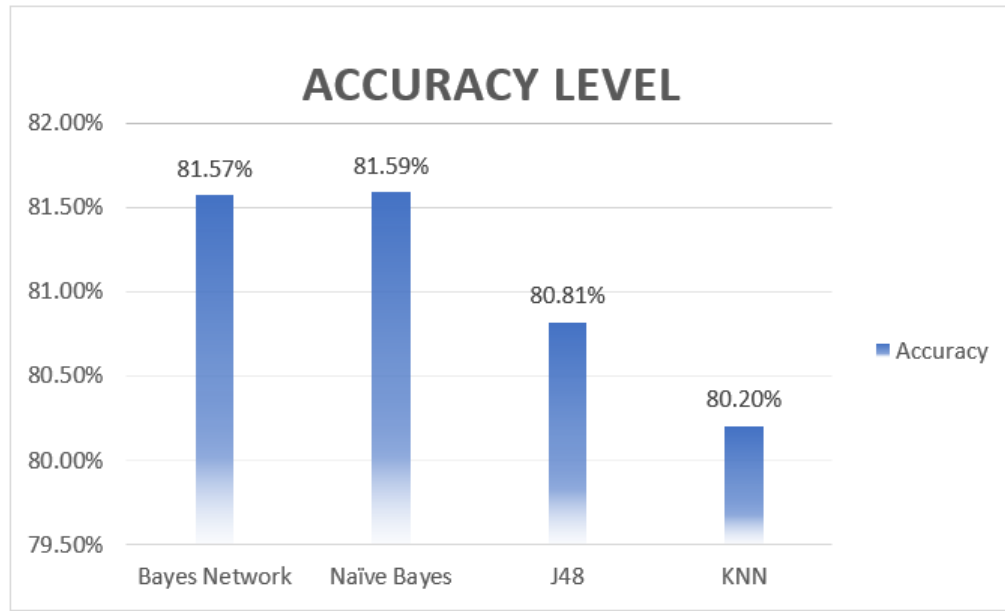 ACCURACY LEVEL
82.00%
81.50%
81.00%
80.50%
80.00%
79.50%
81.57%
81.59%
80.81%
80.20%
Bayes Network
Naïve Bayes
J48
KNN
Accuracy